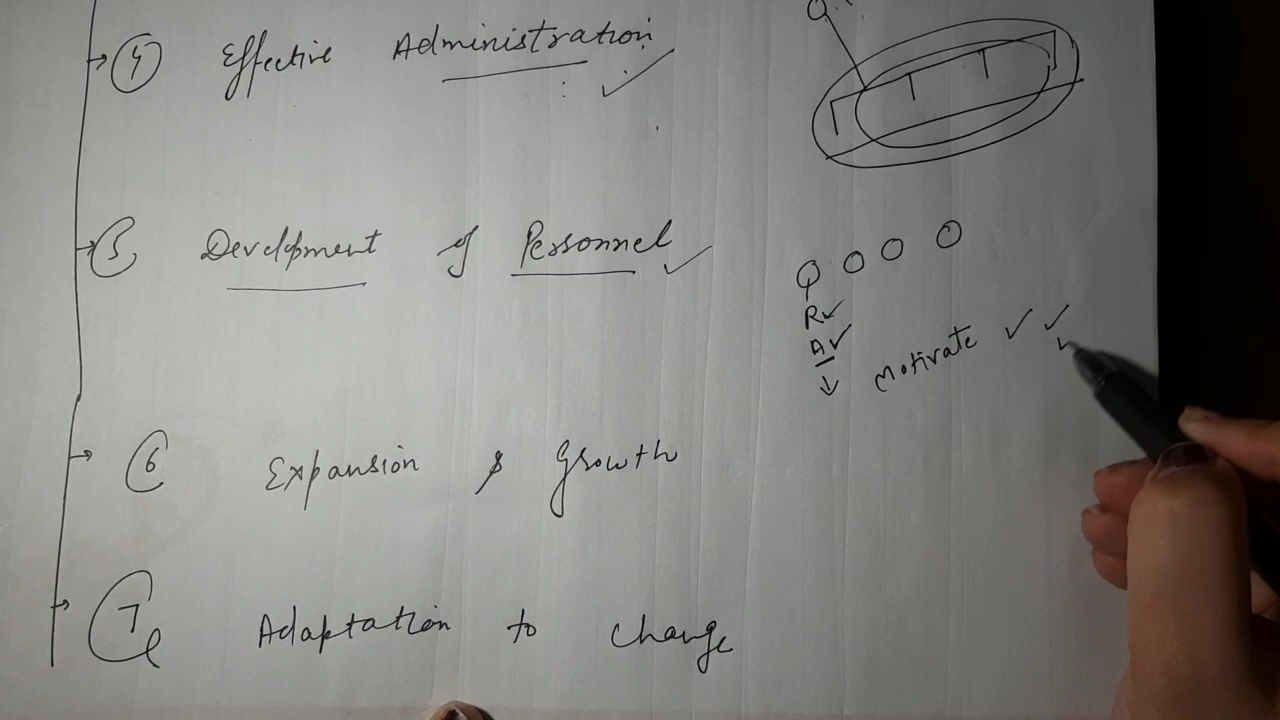 4 Effective Administration
5 Development of Personnel
R
A
Motivate
6 Expansion & Growth
7 Adaptation to change